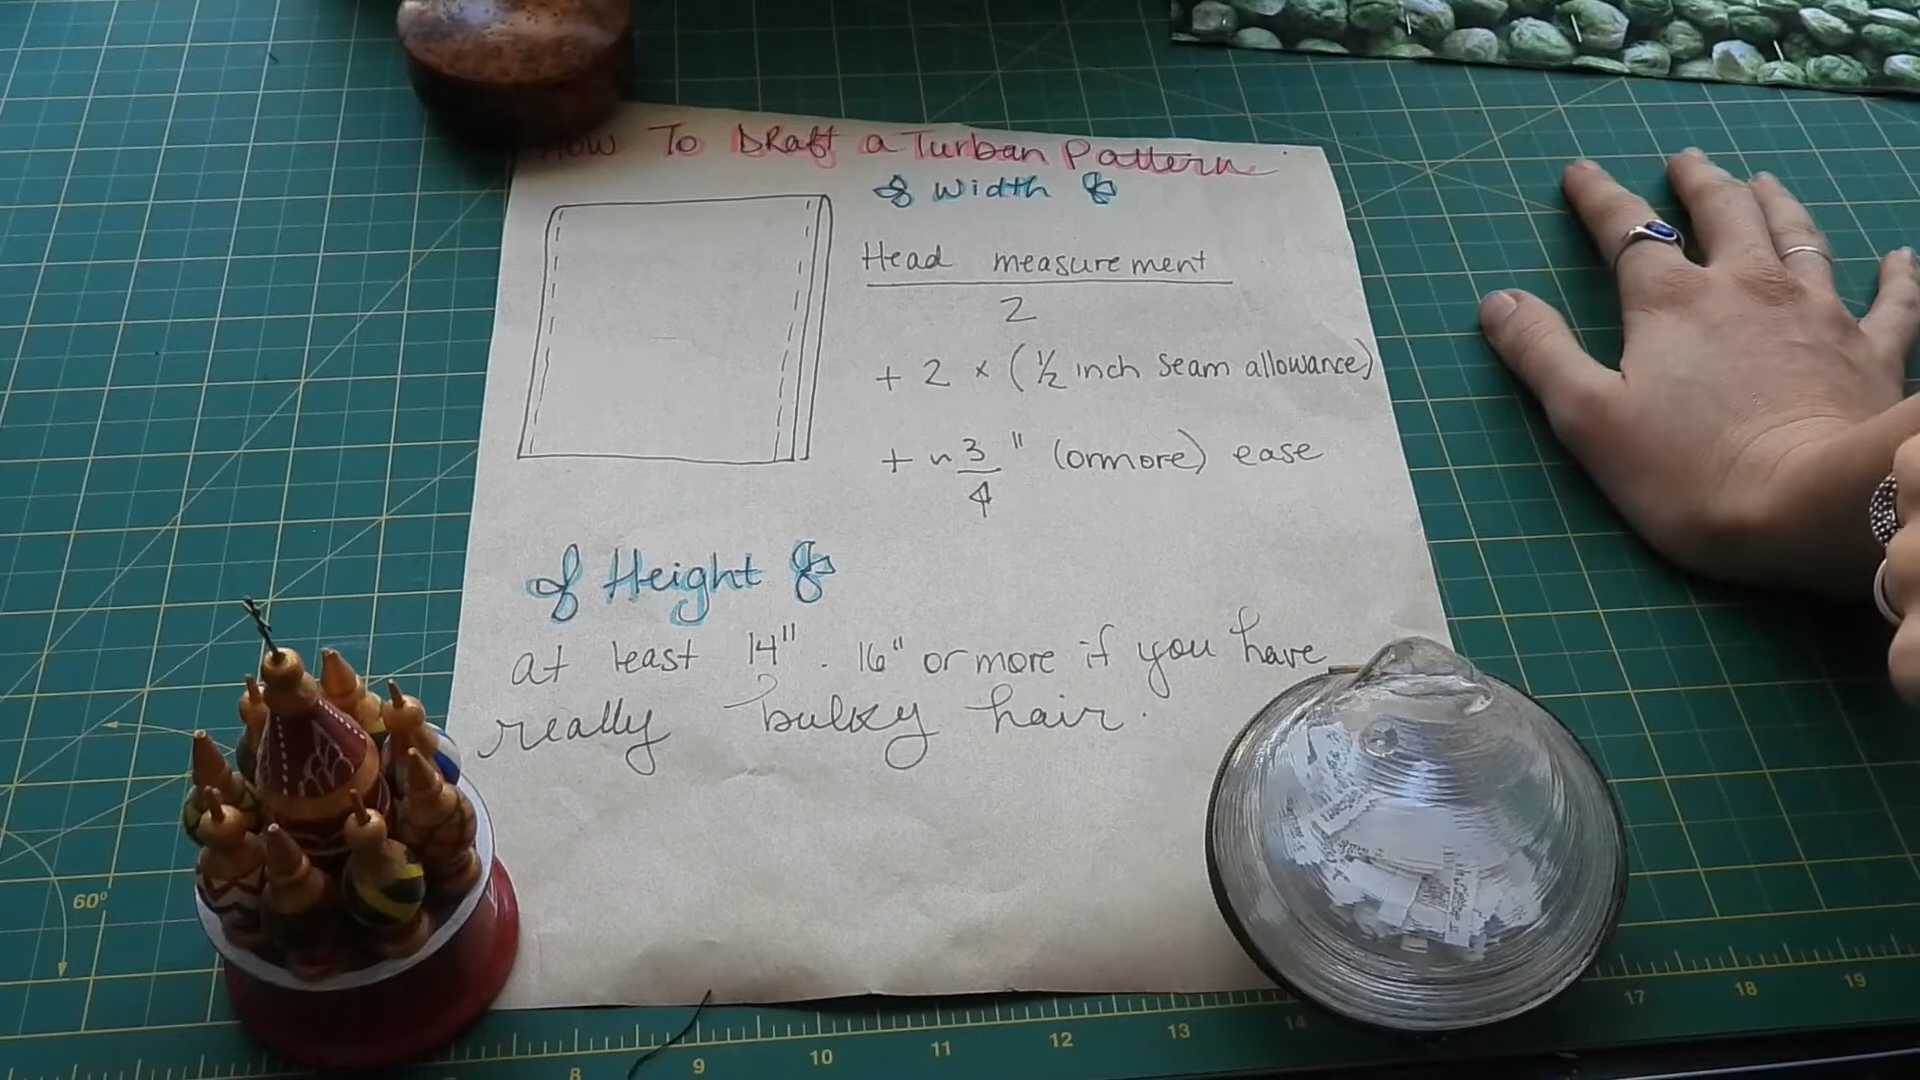 How To Draft a Turban Pattern
Width
Head measurement
2
+ 2 × (1/2 inch seam allowance)
+ ~ 3/4 " (ormore) ease
Height
at least 14". 16" or more if you have
really bulky hair.
60°
8 9 10 11 12 13 14 17 18 19